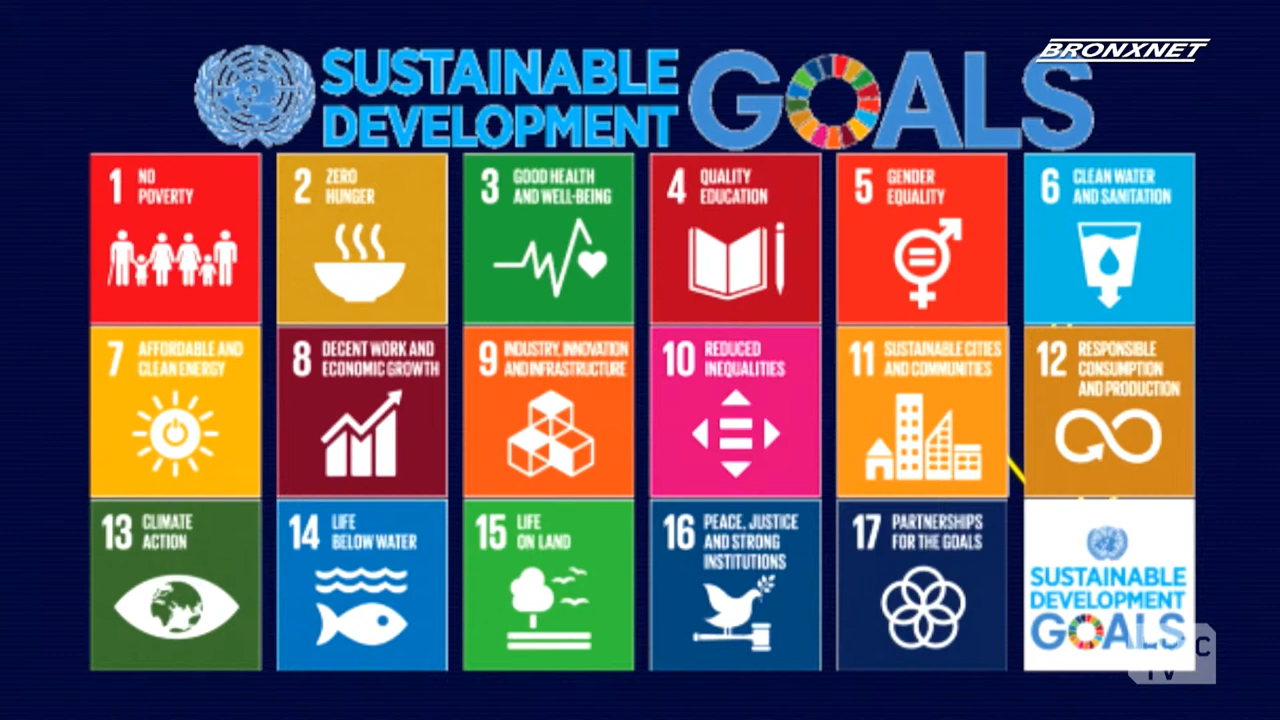 BRONXNET
SUSTAINABLE
DEVELOPMENT
GOALS
1 NO
POVERTY
2 ZERO
HUNGER
3 GOOD HEALTH
AND WELL-BEING
4 QUALITY
EDUCATION
5 GENDER
EQUALITY
6 CLEAN WATER
AND SANITATION
7 AFFORDABLE AND
CLEAN ENERGY
8 DECENT WORK AND
ECONOMIC GROWTH
9 INDUSTRY, INNOVATION
AND INFRASTRUCTURE
10 REDUCED
INEQUALITIES
11 SUSTAINABLE CITIES
AND COMMUNITIES
12 RESPONSIBLE
CONSUMPTION
AND PRODUCTION
13 CLIMATE
ACTION
14 LIFE
BELOW WATER
15 LIFE
ON LAND
16 PEACE, JUSTICE
AND STRONG
INSTITUTIONS
17 PARTNERSHIPS
FOR THE GOALS
SUSTAINABLE
DEVELOPMENT
GOALS
TV